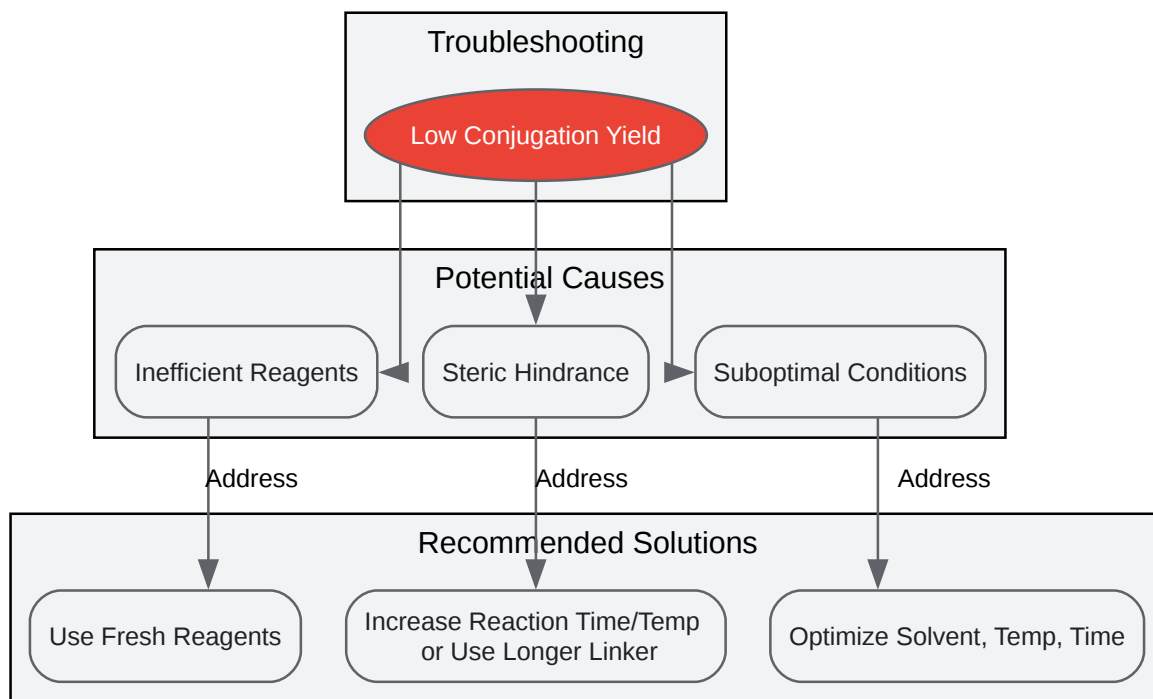 Troubleshooting
Low Conjugation Yield
Potential Causes
Inefficient Reagents
Steric Hindrance
Suboptimal Conditions
Address
Address
Address
Recommended Solutions
Use Fresh Reagents
Increase Reaction Time/Temp
or Use Longer Linker
Optimize Solvent, Temp, Time